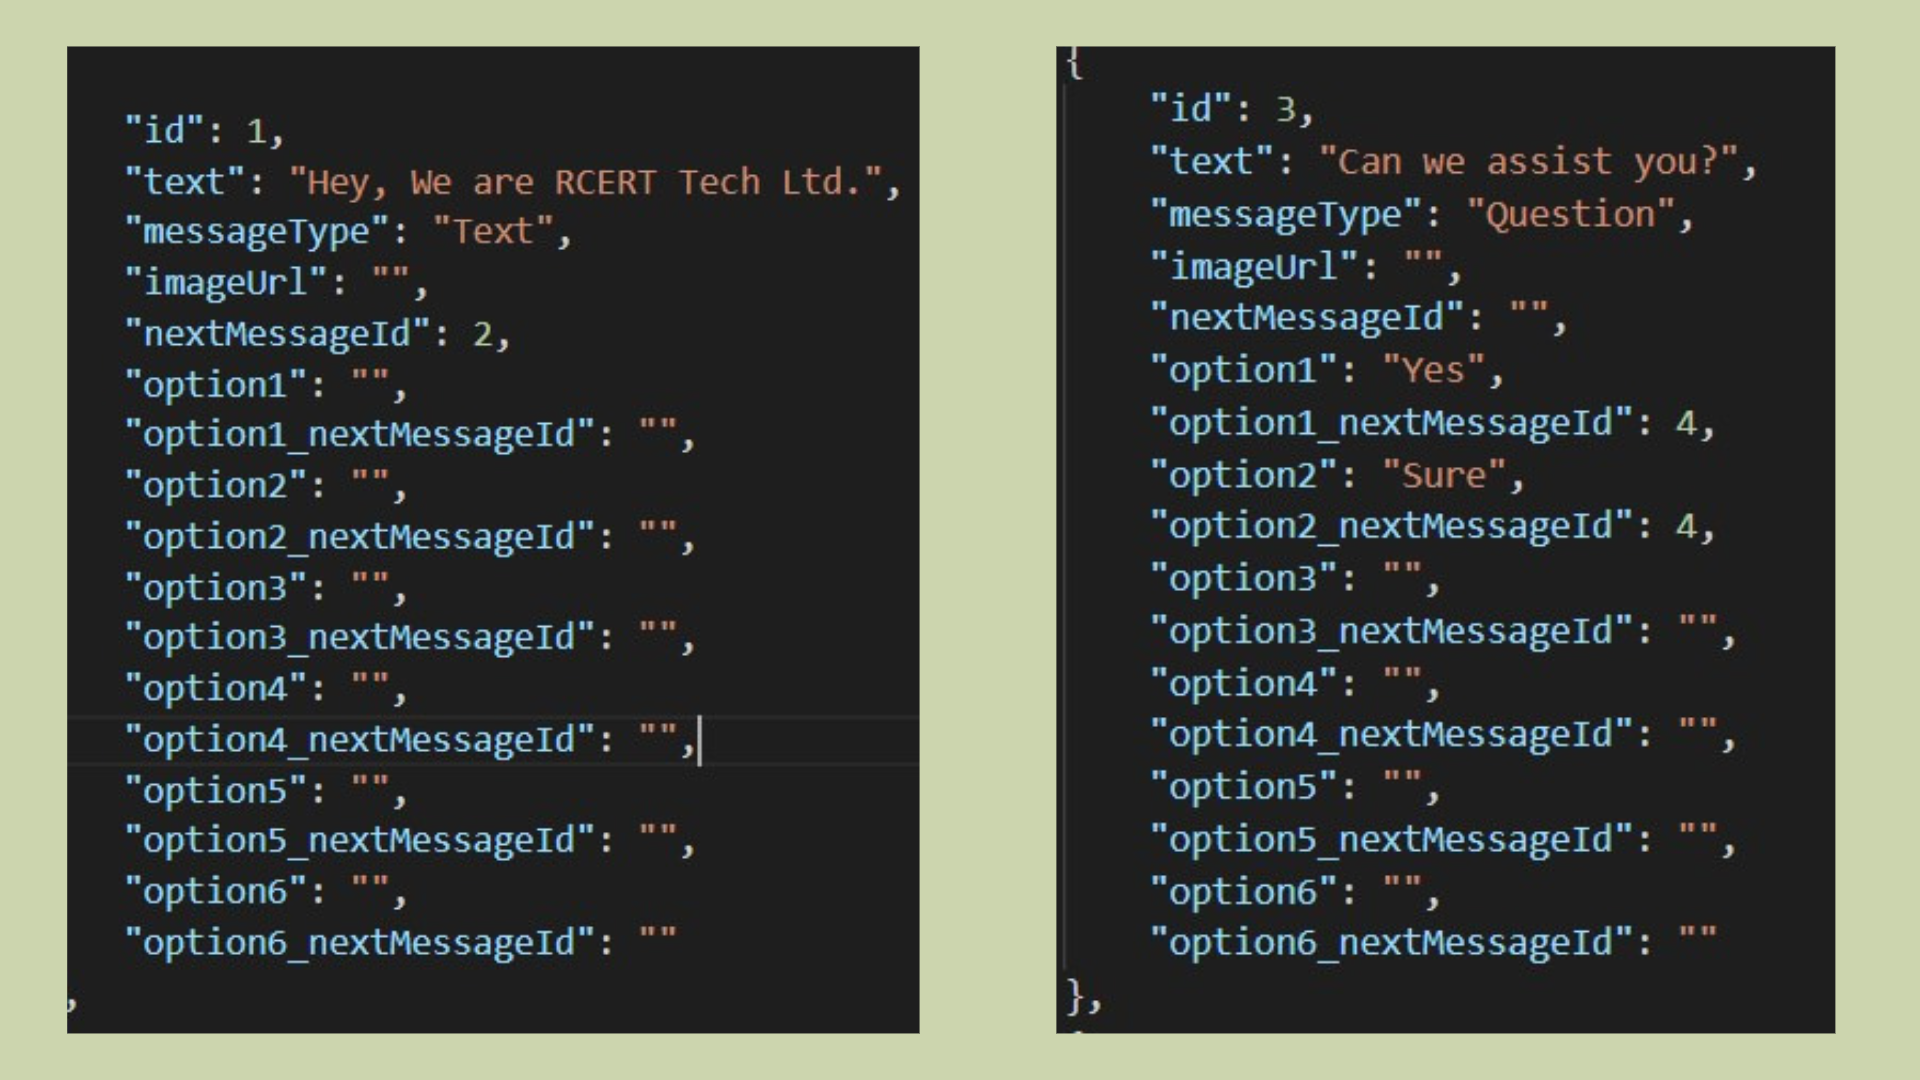 "id": 1,
"text": "Hey, We are RCERT Tech Ltd.",
"messageType": "Text",
"imageUrl": "",
"nextMessageId": 2,
"option1": "",
"option1_nextMessageId": "",
"option2": "",
"option2_nextMessageId": "",
"option3": "",
"option3_nextMessageId": "",
"option4": "",
"option4_nextMessageId": "",
"option5": "",
"option5_nextMessageId": "",
"option6": "",
"option6_nextMessageId": ""
,
{
"id": 3,
"text": "Can we assist you?",
"messageType": "Question",
"imageUrl": "",
"nextMessageId": "",
"option1": "Yes",
"option1_nextMessageId": 4,
"option2": "Sure",
"option2_nextMessageId": 4,
"option3": "",
"option3_nextMessageId": "",
"option4": "",
"option4_nextMessageId": "",
"option5": "",
"option5_nextMessageId": "",
"option6": "",
"option6_nextMessageId": ""
},